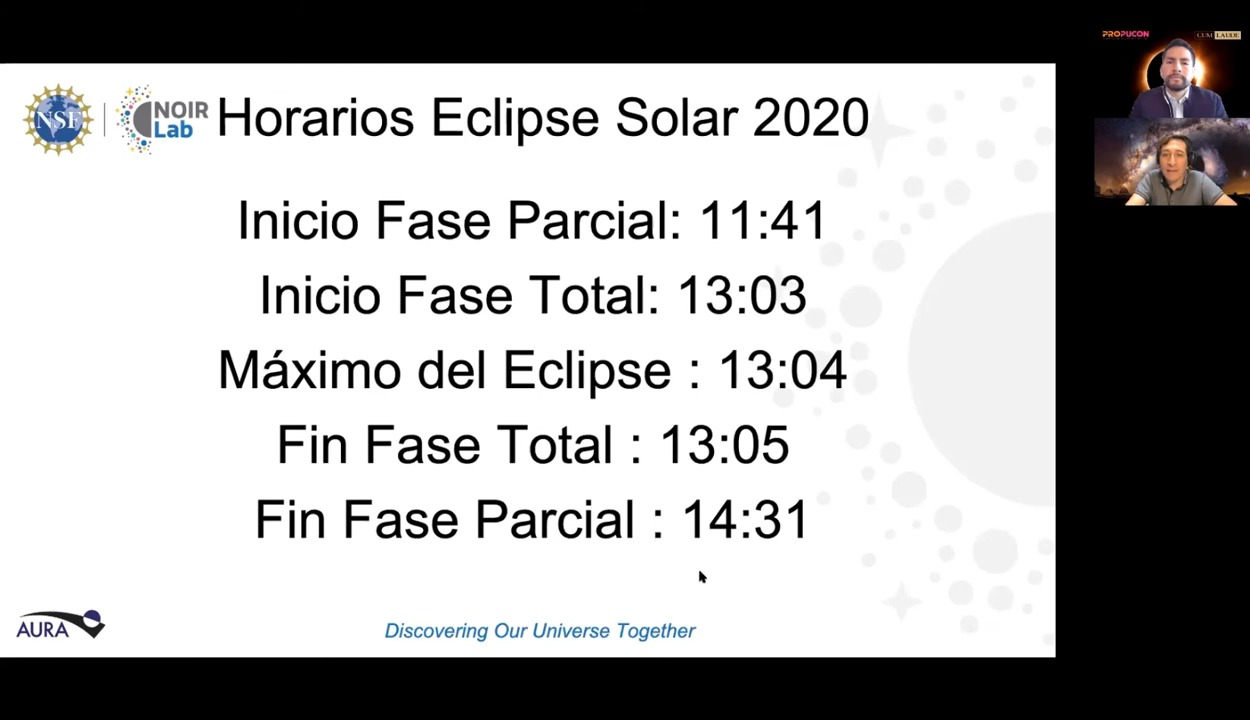 NSF
NOIR
Lab
Horarios Eclipse Solar 2020
Inicio Fase Parcial: 11:41
Inicio Fase Total: 13:03
Máximo del Eclipse : 13:04
Fin Fase Total : 13:05
Fin Fase Parcial : 14:31
AURA
Discovering Our Universe Together
PROPUCON
CUM LAUDE